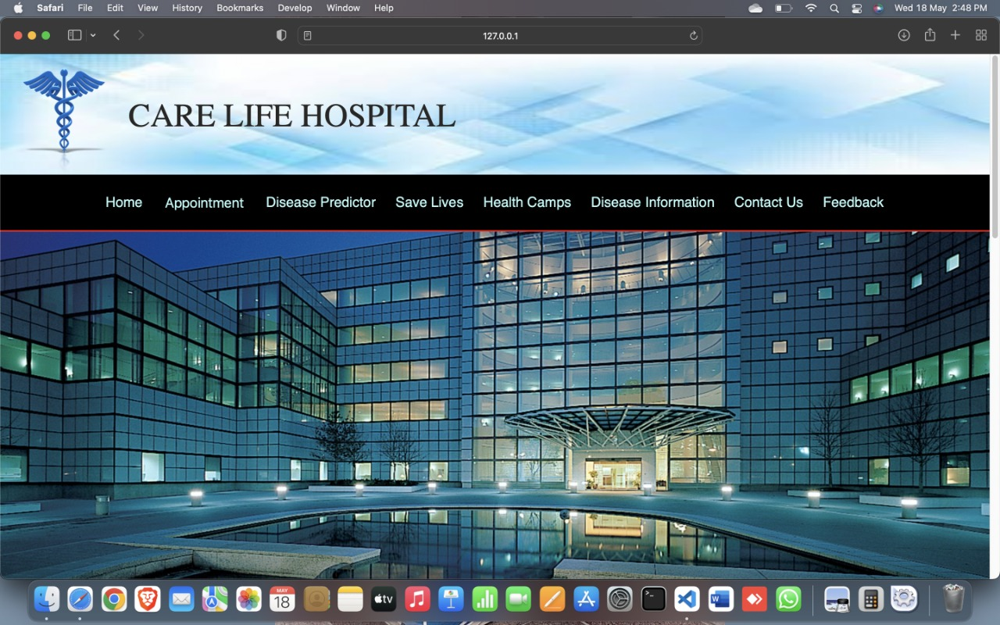 Safari File Edit View History Bookmarks Develop Window Help Wed 18 May 2:48 PM
127.0.0.1
CARE LIFE HOSPITAL
Home Appointment Disease Predictor Save Lives Health Camps Disease Information Contact Us Feedback
MAY
18
tv
W